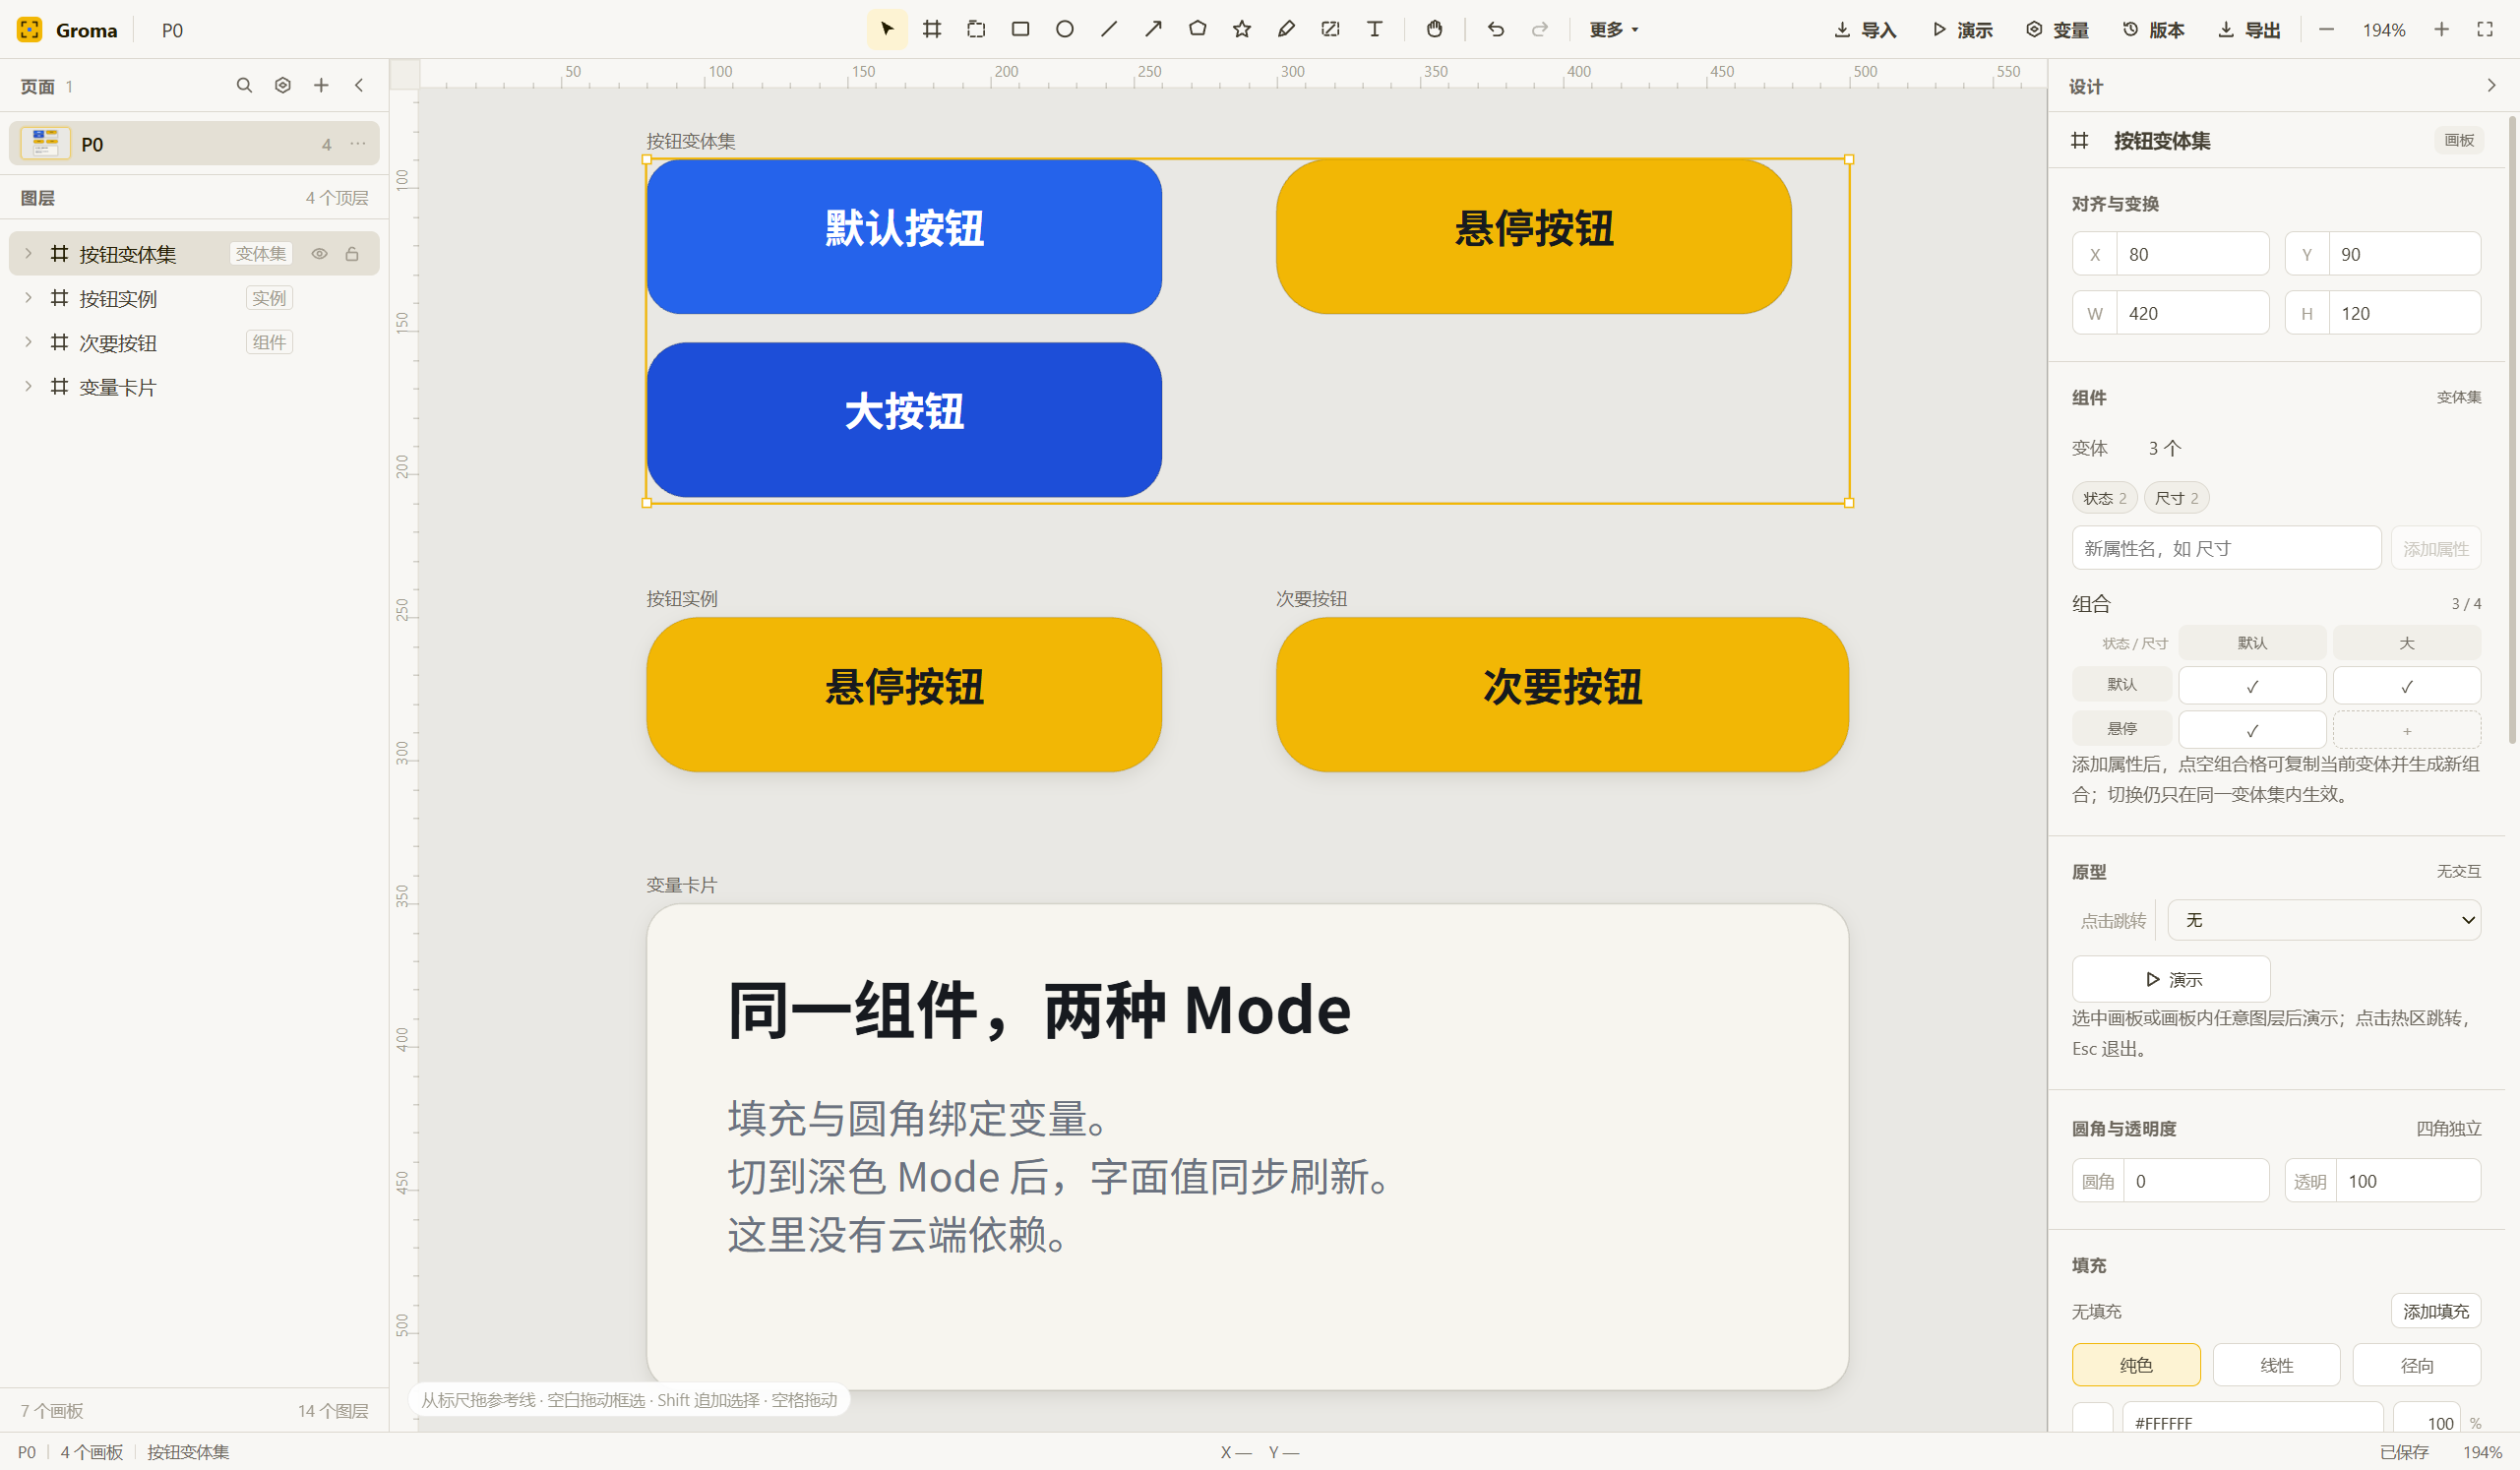 Groma
P0
更多
导入
演示
变量
版本
导出
194%
页面 1
P0
4
图层
4 个顶层
按钮变体集
变体集
按钮实例
实例
次要按钮
组件
变量卡片
7 个画板
14 个图层
50
100
150
200
250
300
350
400
450
500
550
100
150
200
250
300
350
400
450
500
按钮变体集
默认按钮
悬停按钮
大按钮
按钮实例
次要按钮
悬停按钮
次要按钮
变量卡片
同一组件，两种 Mode
填充与圆角绑定变量。
切到深色 Mode 后，字面值同步刷新。
这里没有云端依赖。
从标尺拖参考线 · 空白拖动框选 · Shift 追加选择 · 空格拖动
设计
按钮变体集
画板
对齐与变换
X 80
Y 90
W 420
H 120
组件
变体集
变体
3 个
状态 2
尺寸 2
新属性名，如 尺寸
添加属性
组合
3 / 4
状态 / 尺寸
默认
大
默认
✓
✓
悬停
✓
+
添加属性后，点空组合格可复制当前变体并生成新组
合；切换仍只在同一变体集内生效。
原型
无交互
点击跳转
无
演示
选中画板或画板内任意图层后演示；点击热区跳转，
Esc 退出。
圆角与透明度
四角独立
圆角 0
透明 100
填充
无填充
添加填充
纯色
线性
径向
#FFFFFF
100 %
P0
4 个画板
按钮变体集
X —
Y —
已保存
194%